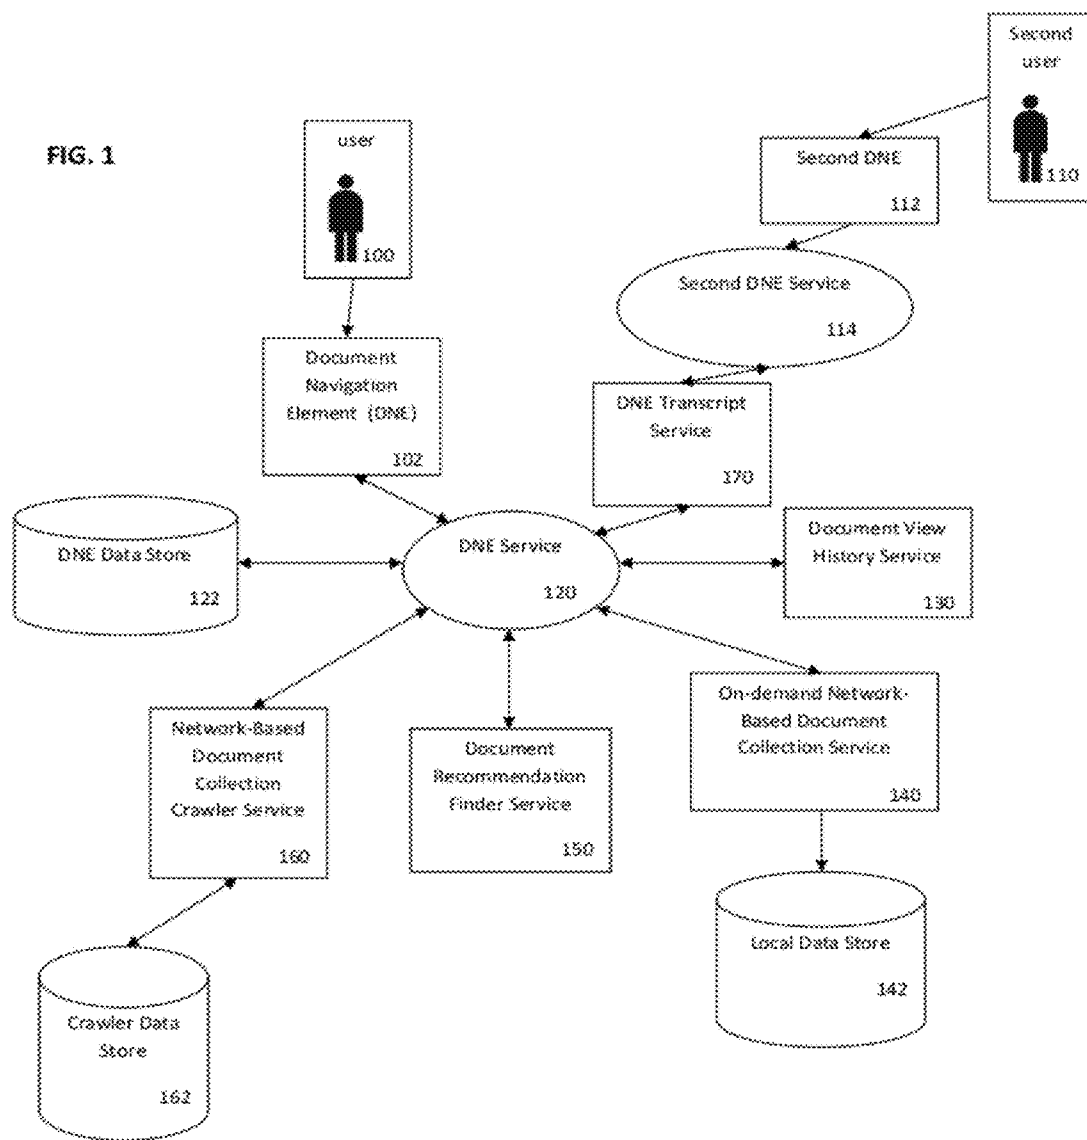 Second
user
110
FIG. 1
user
100
Second DNE
112
Second DNE Service
114
Document
Navigation
Element (DNE)
102
DNE Transcript
Service
170
DNE Data Store
122
DNE Service
120
Document View
History Service
130
Network-Based
Document
Collection
Crawler Service
160
Document
Recommendation
Finder Service
150
On-demand Network-
Based Document
Collection Service
140
Crawler Data
Store
162
Local Data Store
142